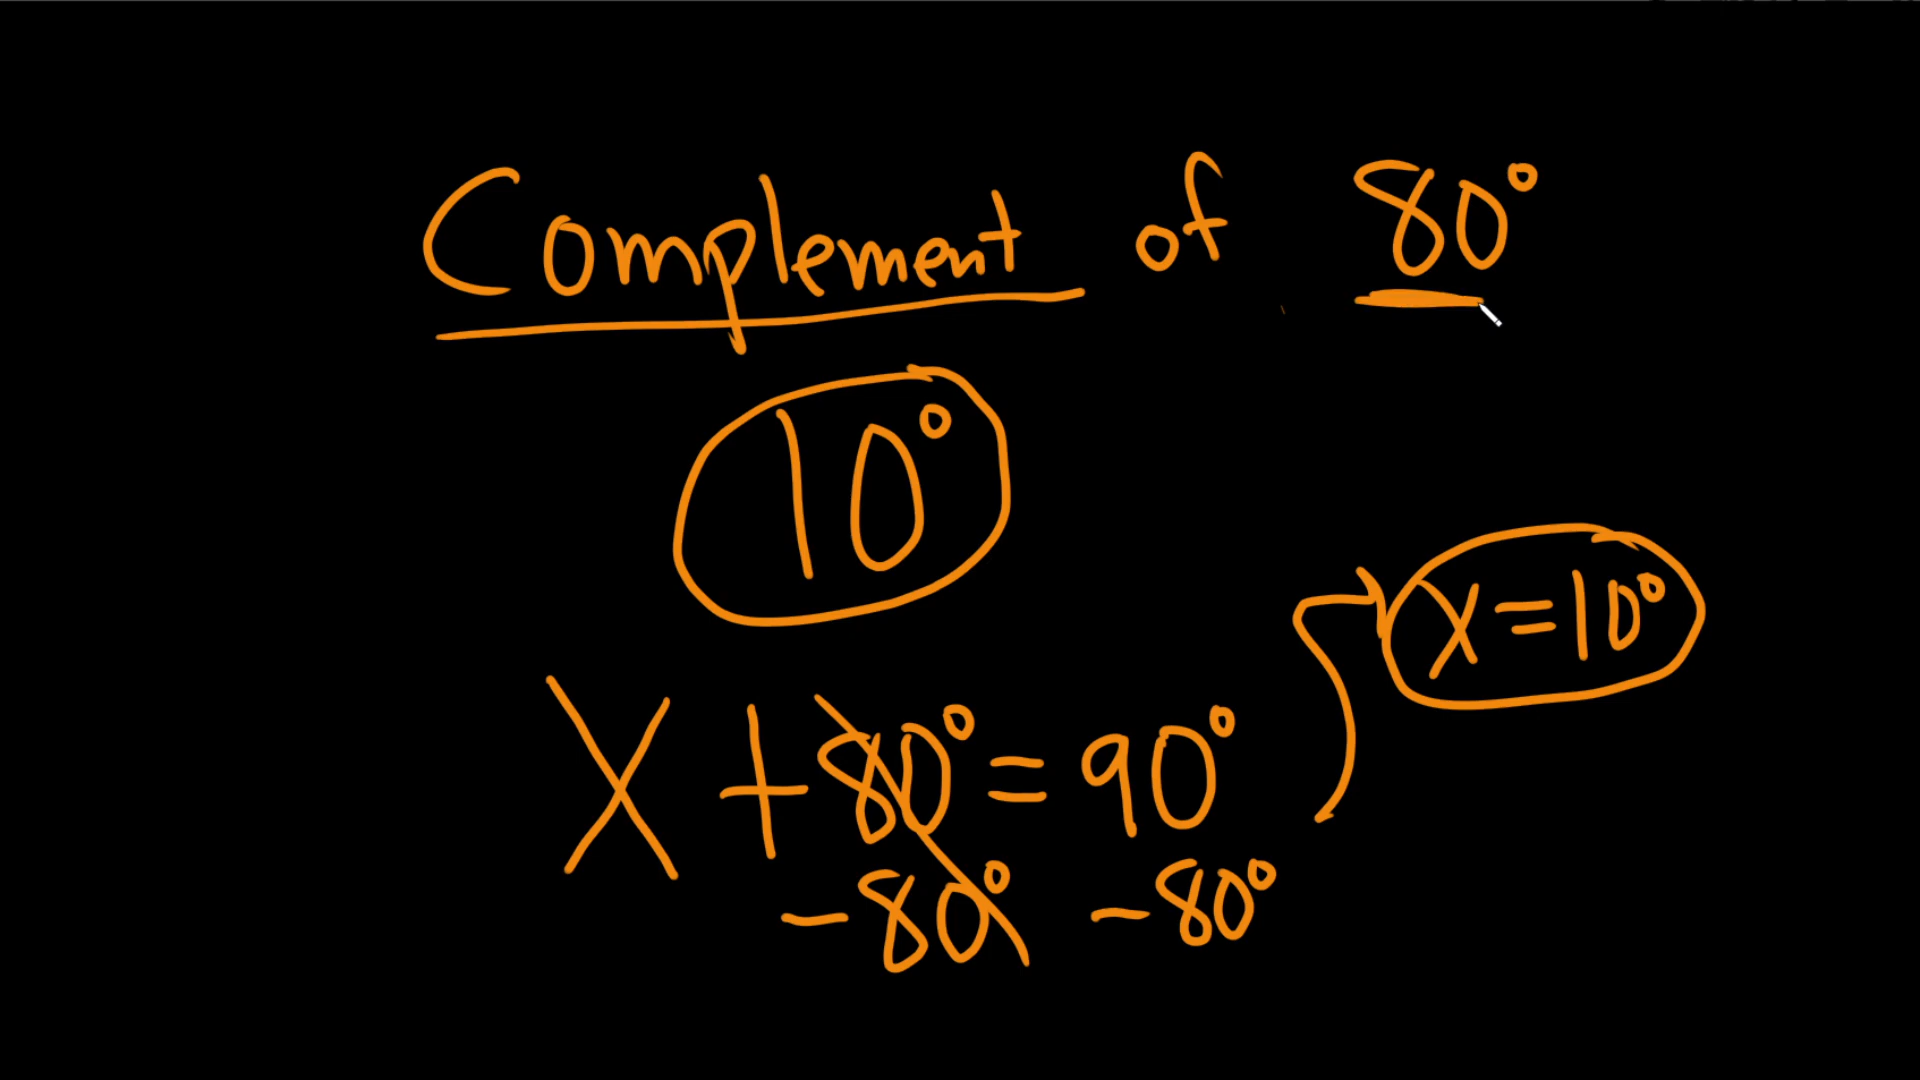 Complement of 80°
10°
x = 10°
X + 80° = 90°
- 80° - 80°